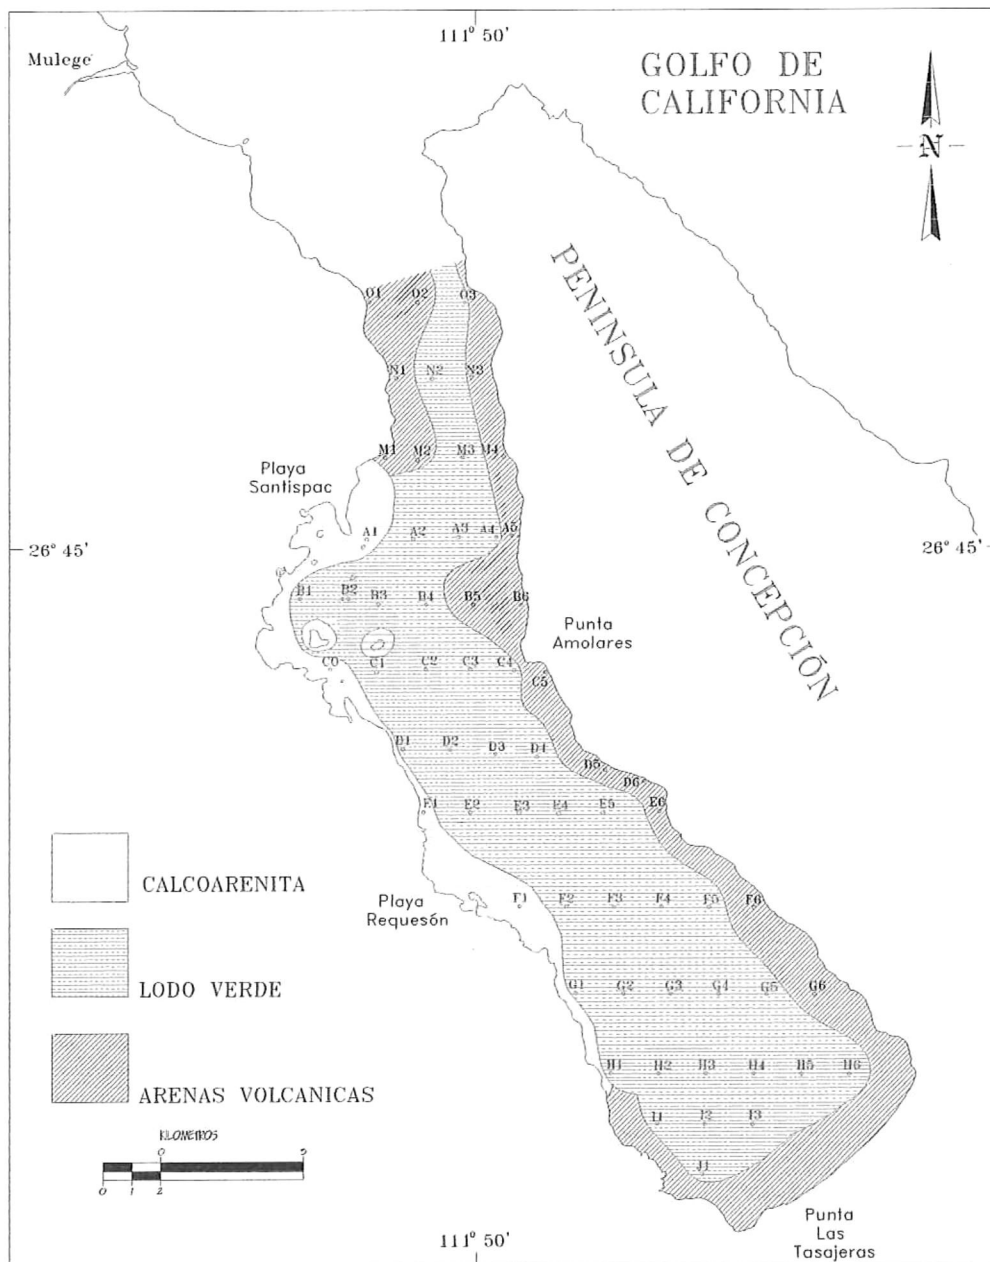 111° 50'
Mulege
GOLFO DE
CALIFORNIA
N
PENINSULA DE CONCEPCIÓN
O1 O2 O3
N1 N2 N3
M1 M2 M3 M4
Playa
Santispac
A1 A2 A3 A4 A5
26° 45' 26° 45'
B1 B2 B3 B4 B5 B6
Punta
Amolares
C0 C1 C2 C3 C4
C5
D1 D2 D3 D4
D5 D6
E1 E2 E3 E4 E5 E6
CALCOARENITA
Playa
Requesón
F1 F2 F3 F4 F5 F6
LODO VERDE
G1 G2 G3 G4 G5 G6
H1 H2 H3 H4 H5 H6
ARENAS VOLCANICAS
I1 I2 I3
KILOMETROS
0 5
0 1 2
J1
Punta
Las
Tasajeras
111° 50'